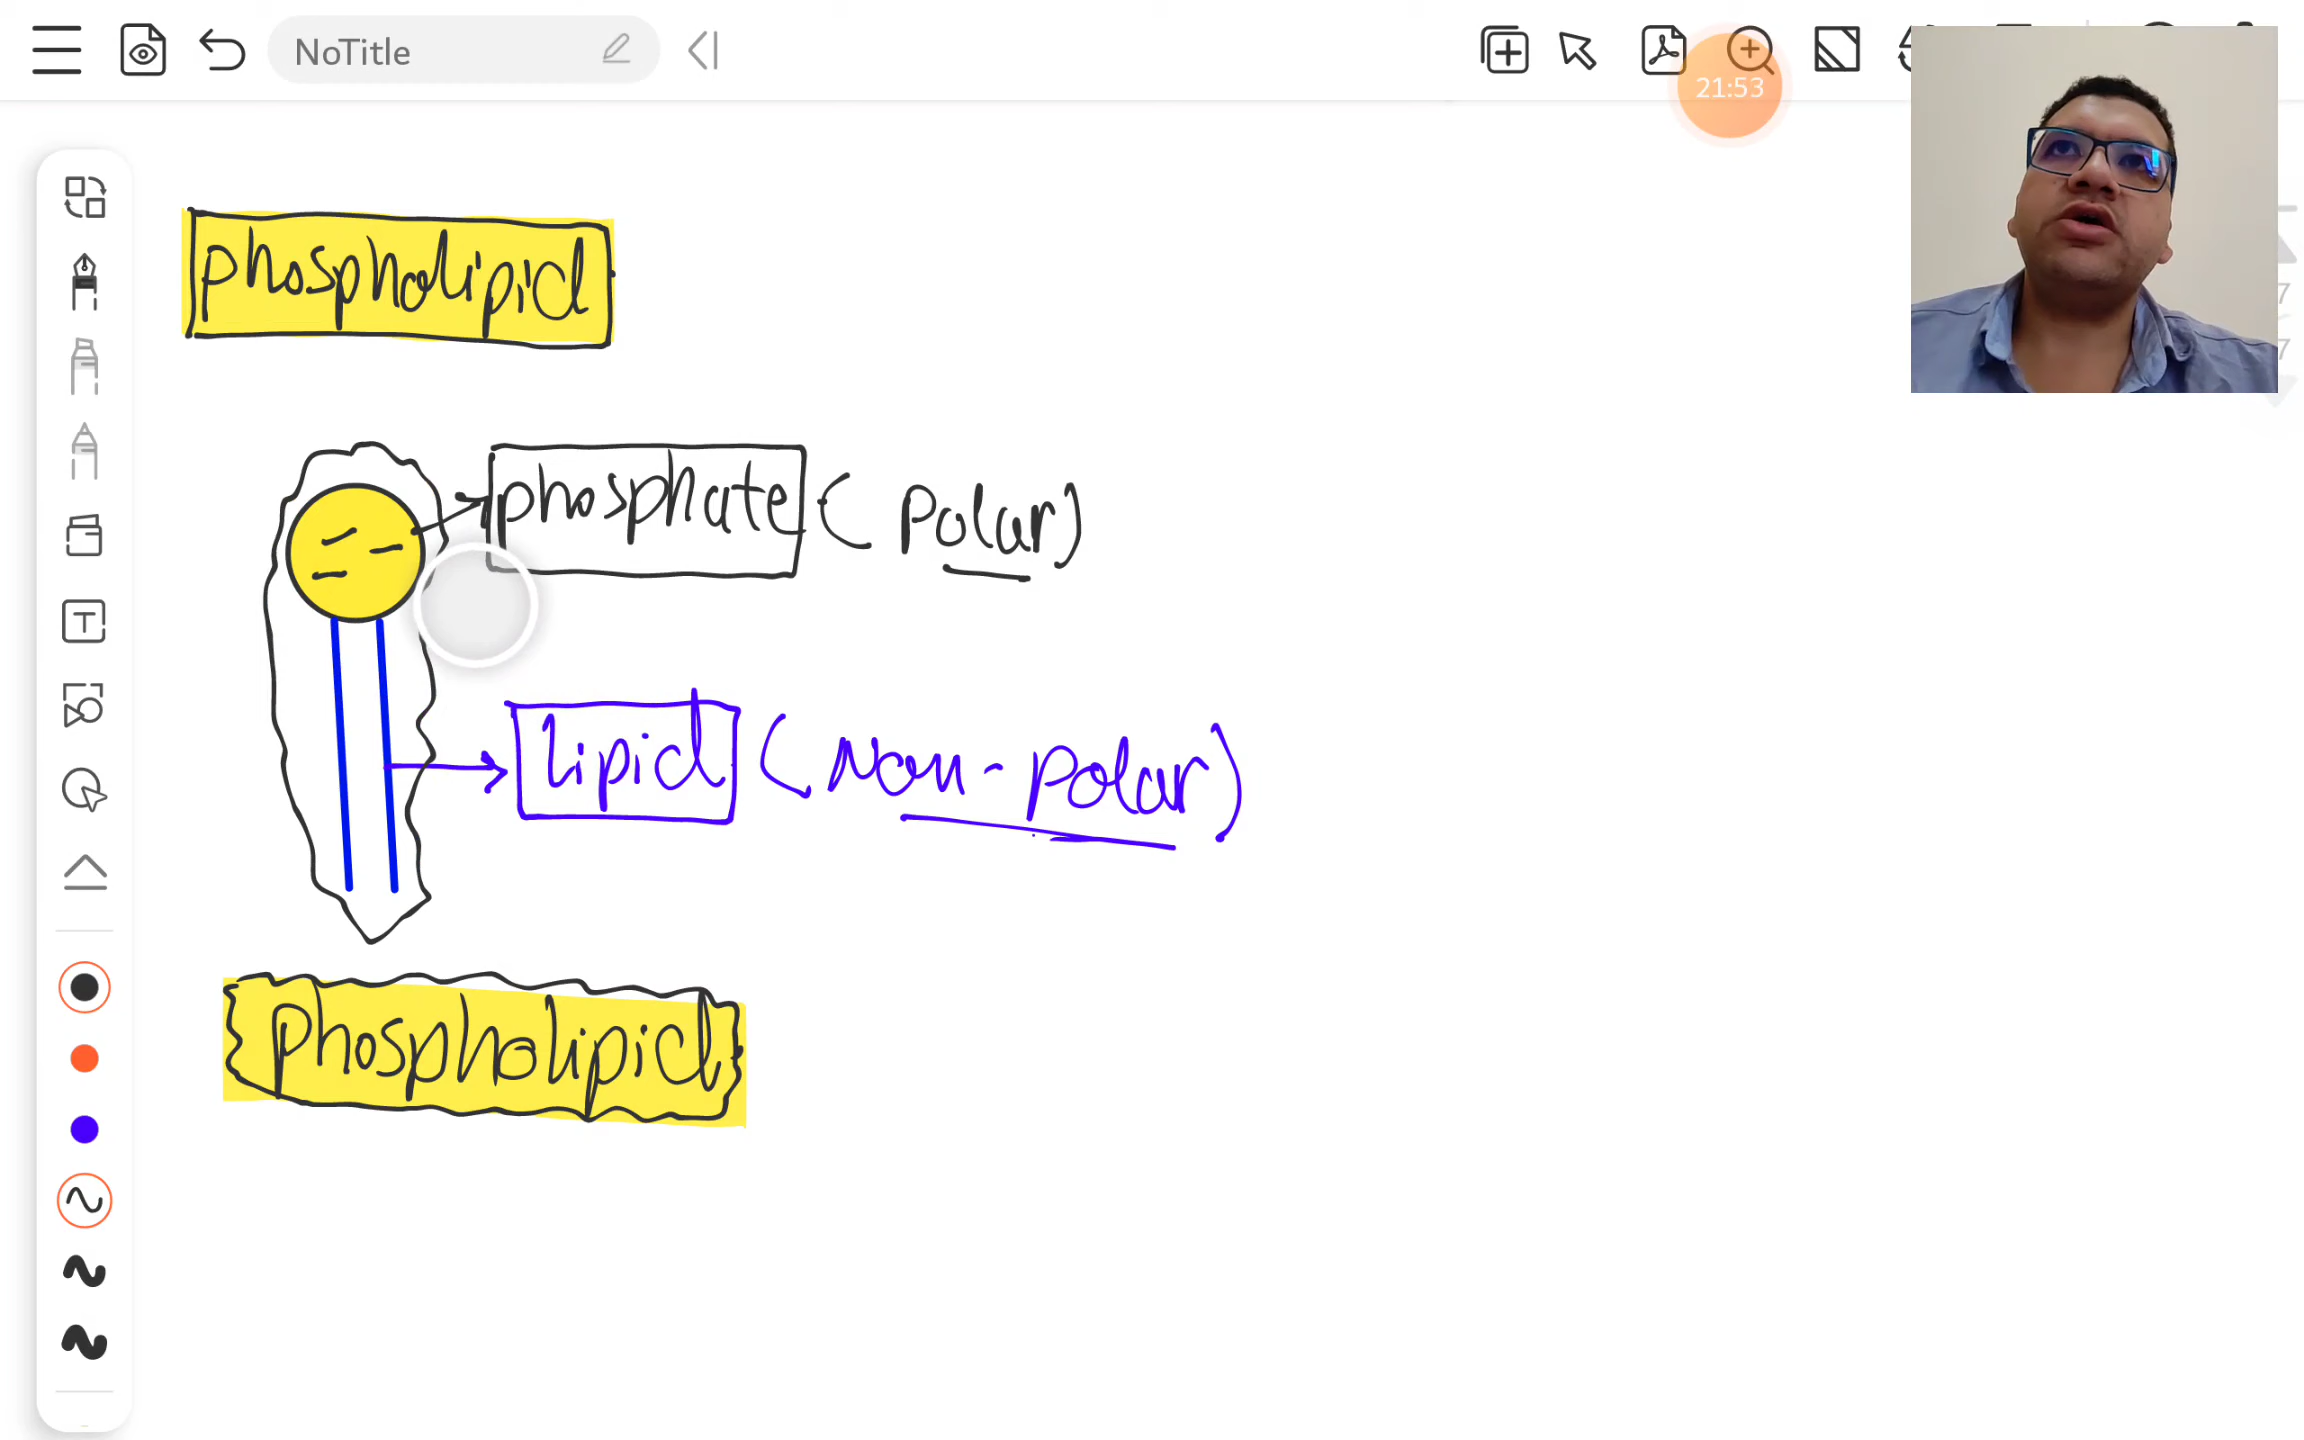 NoTitle
21:53
phospholipid
phosphate ( Polar)
lipid (Non-polar)
phospholipid